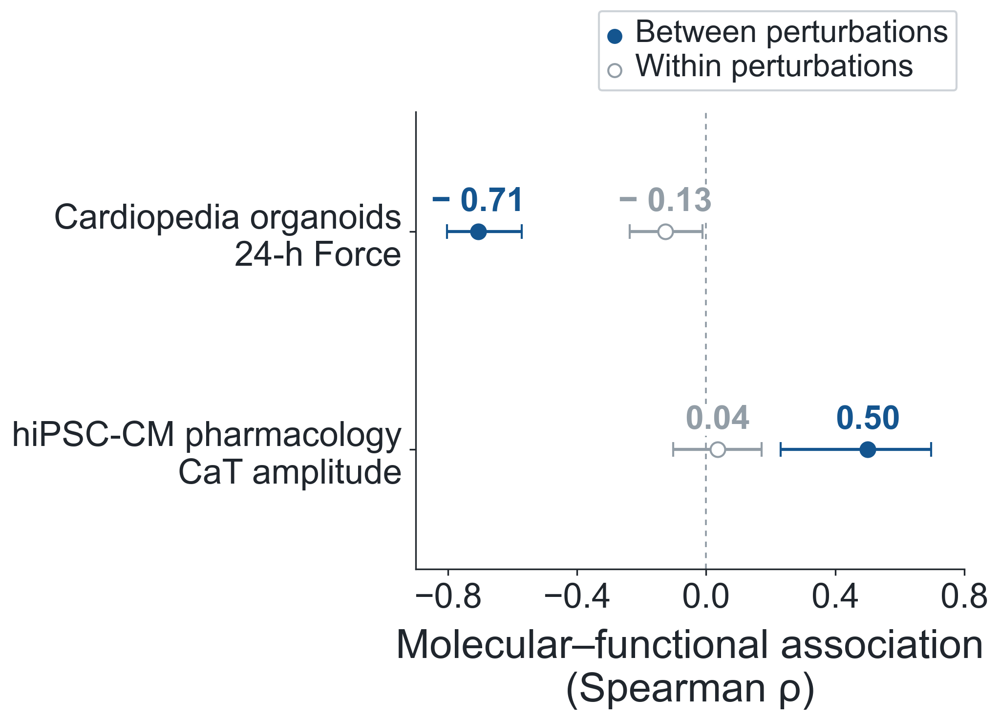 Between perturbations
Within perturbations
− 0.71
− 0.13
Cardiopedia organoids
24-h Force
0.04
0.50
hiPSC-CM pharmacology
CaT amplitude
−0.8
−0.4
0.0
0.4
0.8
Molecular–functional association
(Spearman ρ)